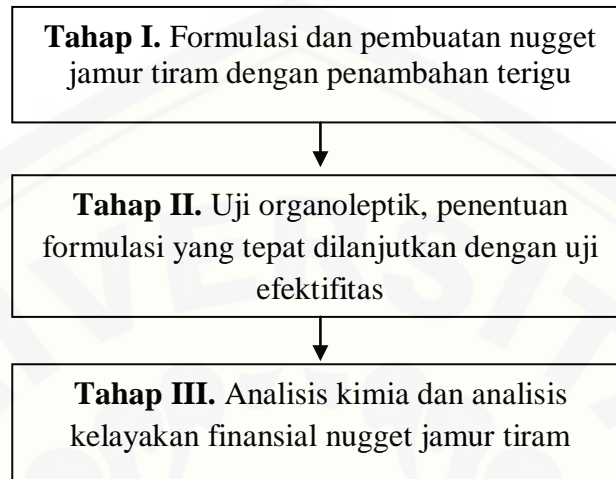 Tahap I. Formulasi dan pembuatan nugget
jamur tiram dengan penambahan terigu
Tahap II. Uji organoleptik, penentuan
formulasi yang tepat dilanjutkan dengan uji
efektifitas
Tahap III. Analisis kimia dan analisis
kelayakan finansial nugget jamur tiram